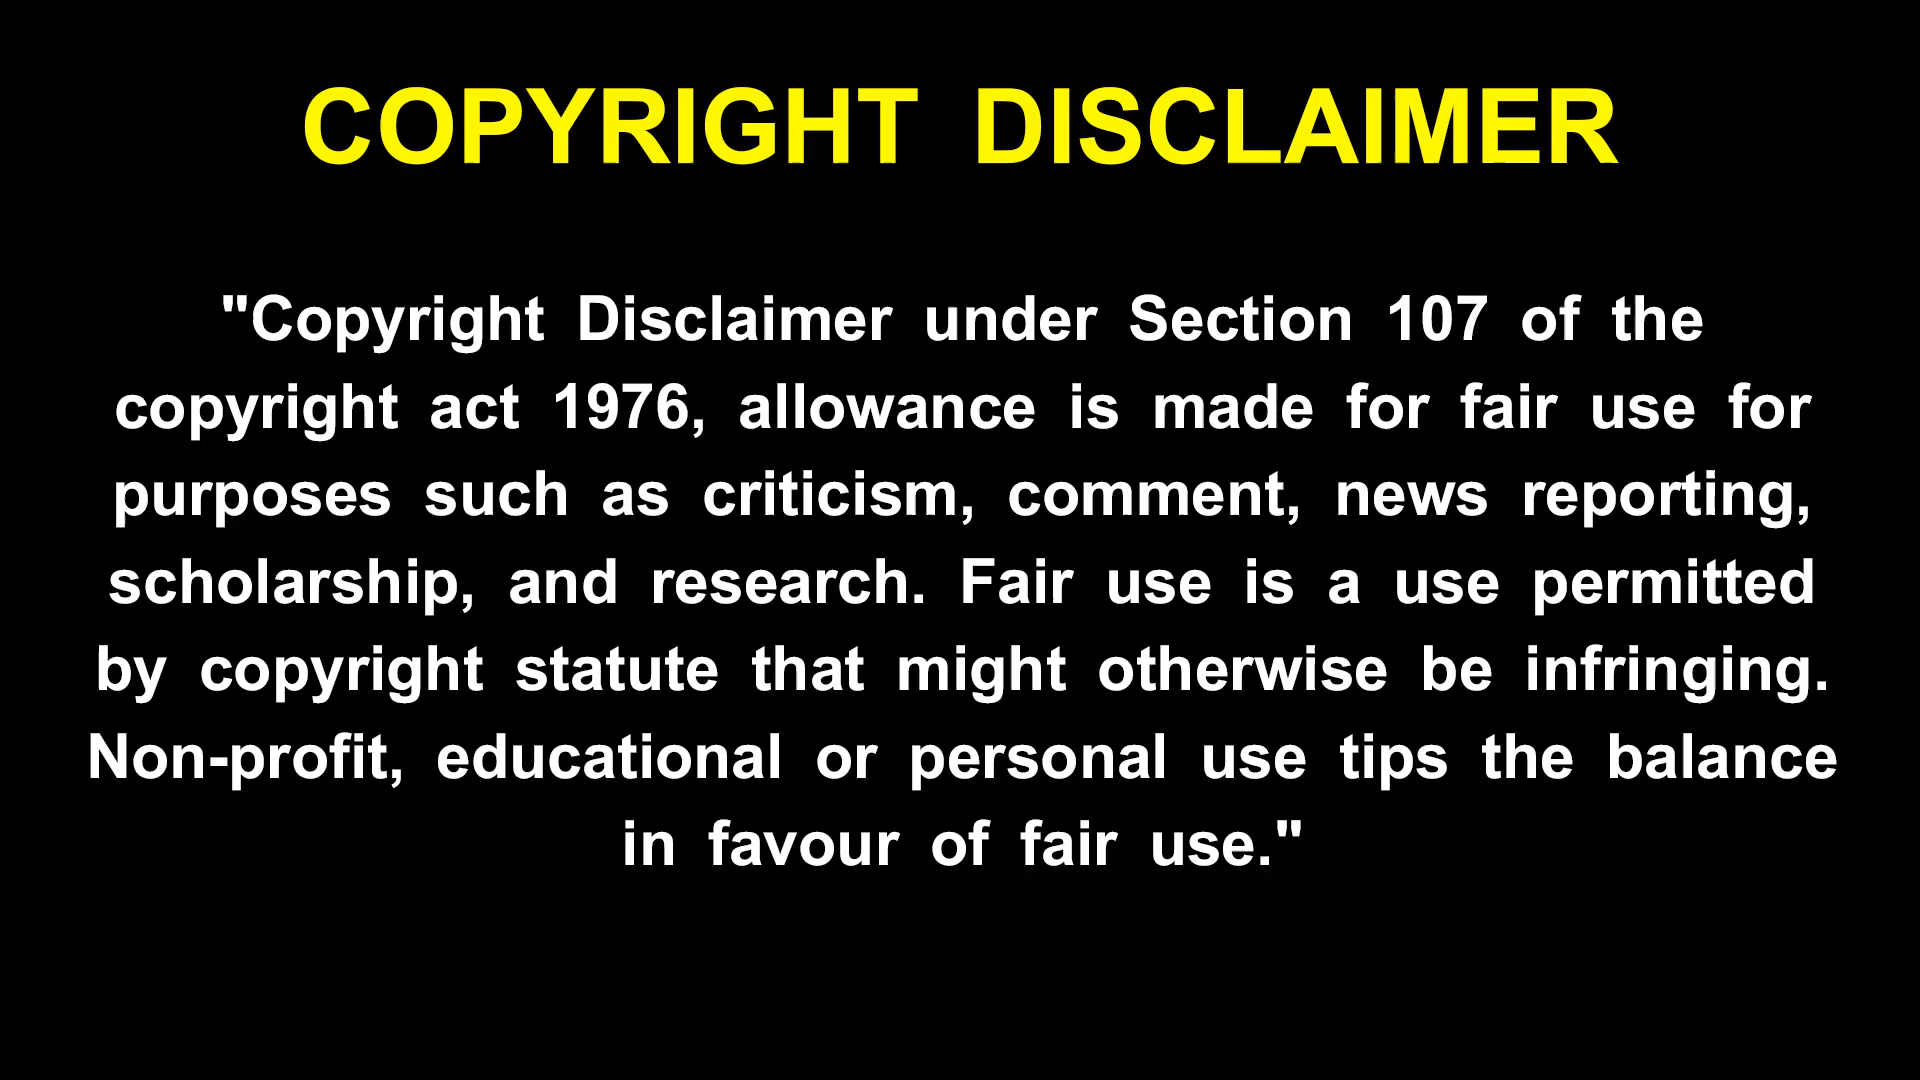 COPYRIGHT DISCLAIMER
"Copyright Disclaimer under Section 107 of the
copyright act 1976, allowance is made for fair use for
purposes such as criticism, comment, news reporting,
scholarship, and research. Fair use is a use permitted
by copyright statute that might otherwise be infringing.
Non-profit, educational or personal use tips the balance
in favour of fair use."